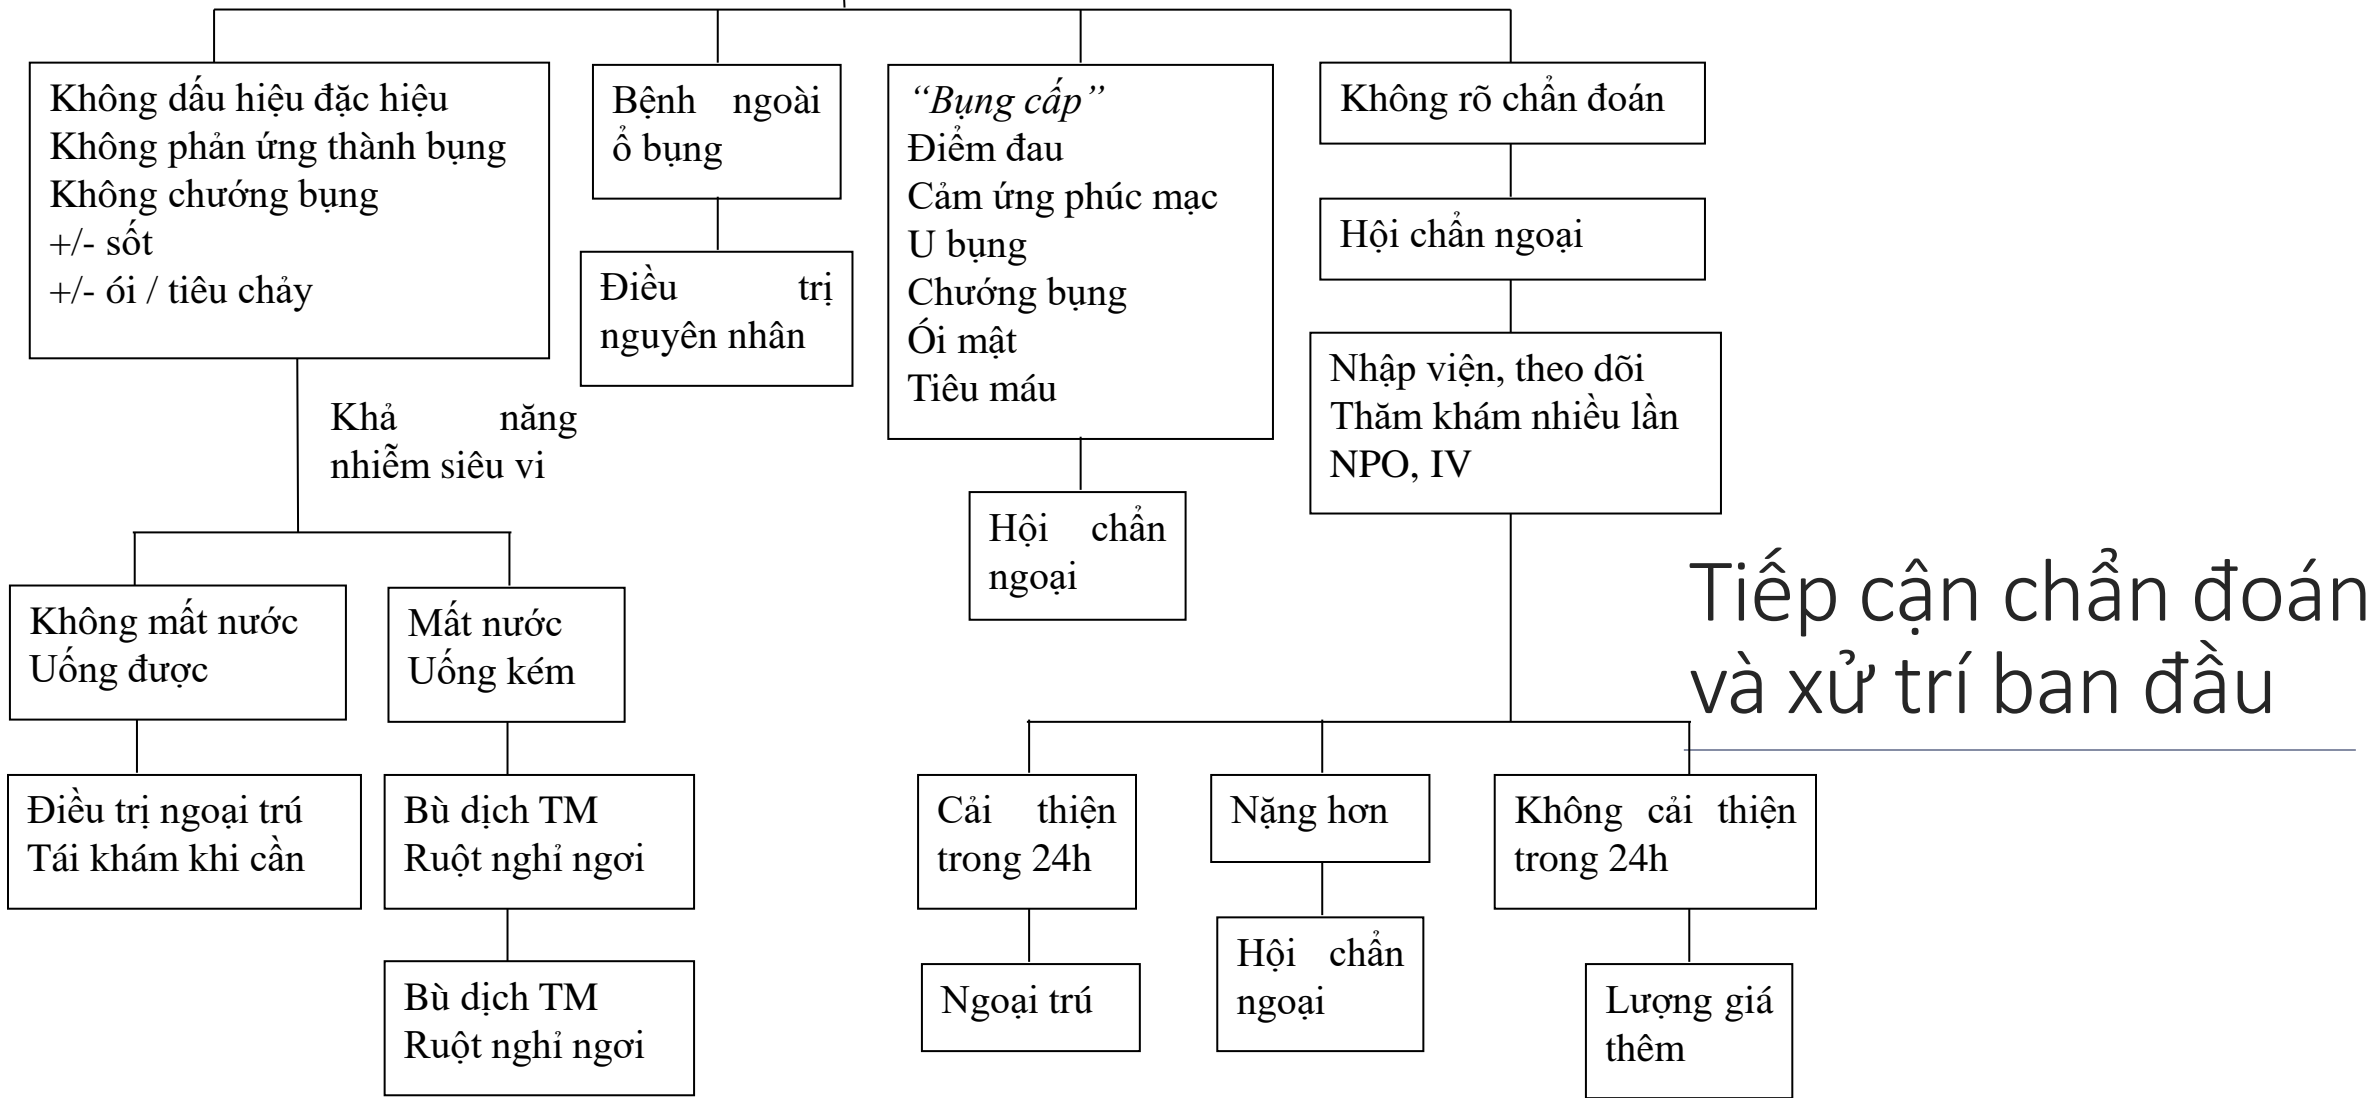 Không dấu hiệu đặc hiệu
Không phản ứng thành bụng
Không chướng bụng
+/- sốt
+/- ói / tiêu chảy
Bệnh ngoài
ổ bụng
“Bụng cấp”
Điểm đau
Cảm ứng phúc mạc
U bụng
Chướng bụng
Ói mật
Tiêu máu
Không rõ chẩn đoán
Điều trị
nguyên nhân
Hội chẩn ngoại
Nhập viện, theo dõi
Thăm khám nhiều lần
NPO, IV
Khả năng
nhiễm siêu vi
Hội chẩn
ngoại
Tiếp cận chẩn đoán
và xử trí ban đầu
Không mất nước
Uống được
Mất nước
Uống kém
Điều trị ngoại trú
Tái khám khi cần
Bù dịch TM
Ruột nghỉ ngơi
Cải thiện
trong 24h
Nặng hơn
Không cải thiện
trong 24h
Bù dịch TM
Ruột nghỉ ngơi
Ngoại trú
Hội chẩn
ngoại
Lượng giá
thêm